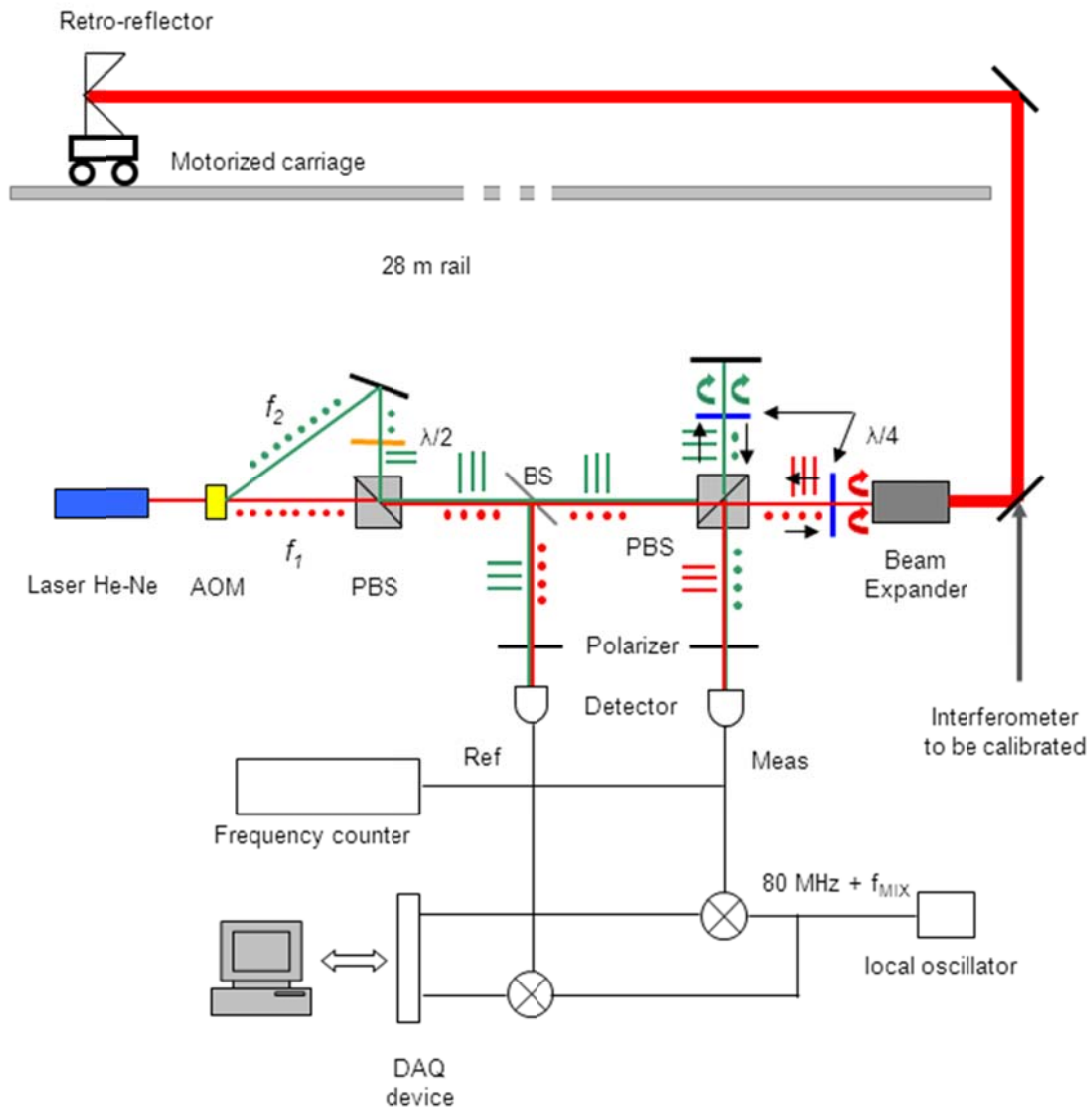 Retro-reflector
Motorized carriage
28 m rail
f2
λ/2
BS
λ/4
f1
PBS
Laser He-Ne
AOM
PBS
Beam
Expander
Polarizer
Detector
Interferometer
to be calibrated
Ref
Meas
Frequency counter
80 MHz + fMIX
local oscillator
DAQ
device